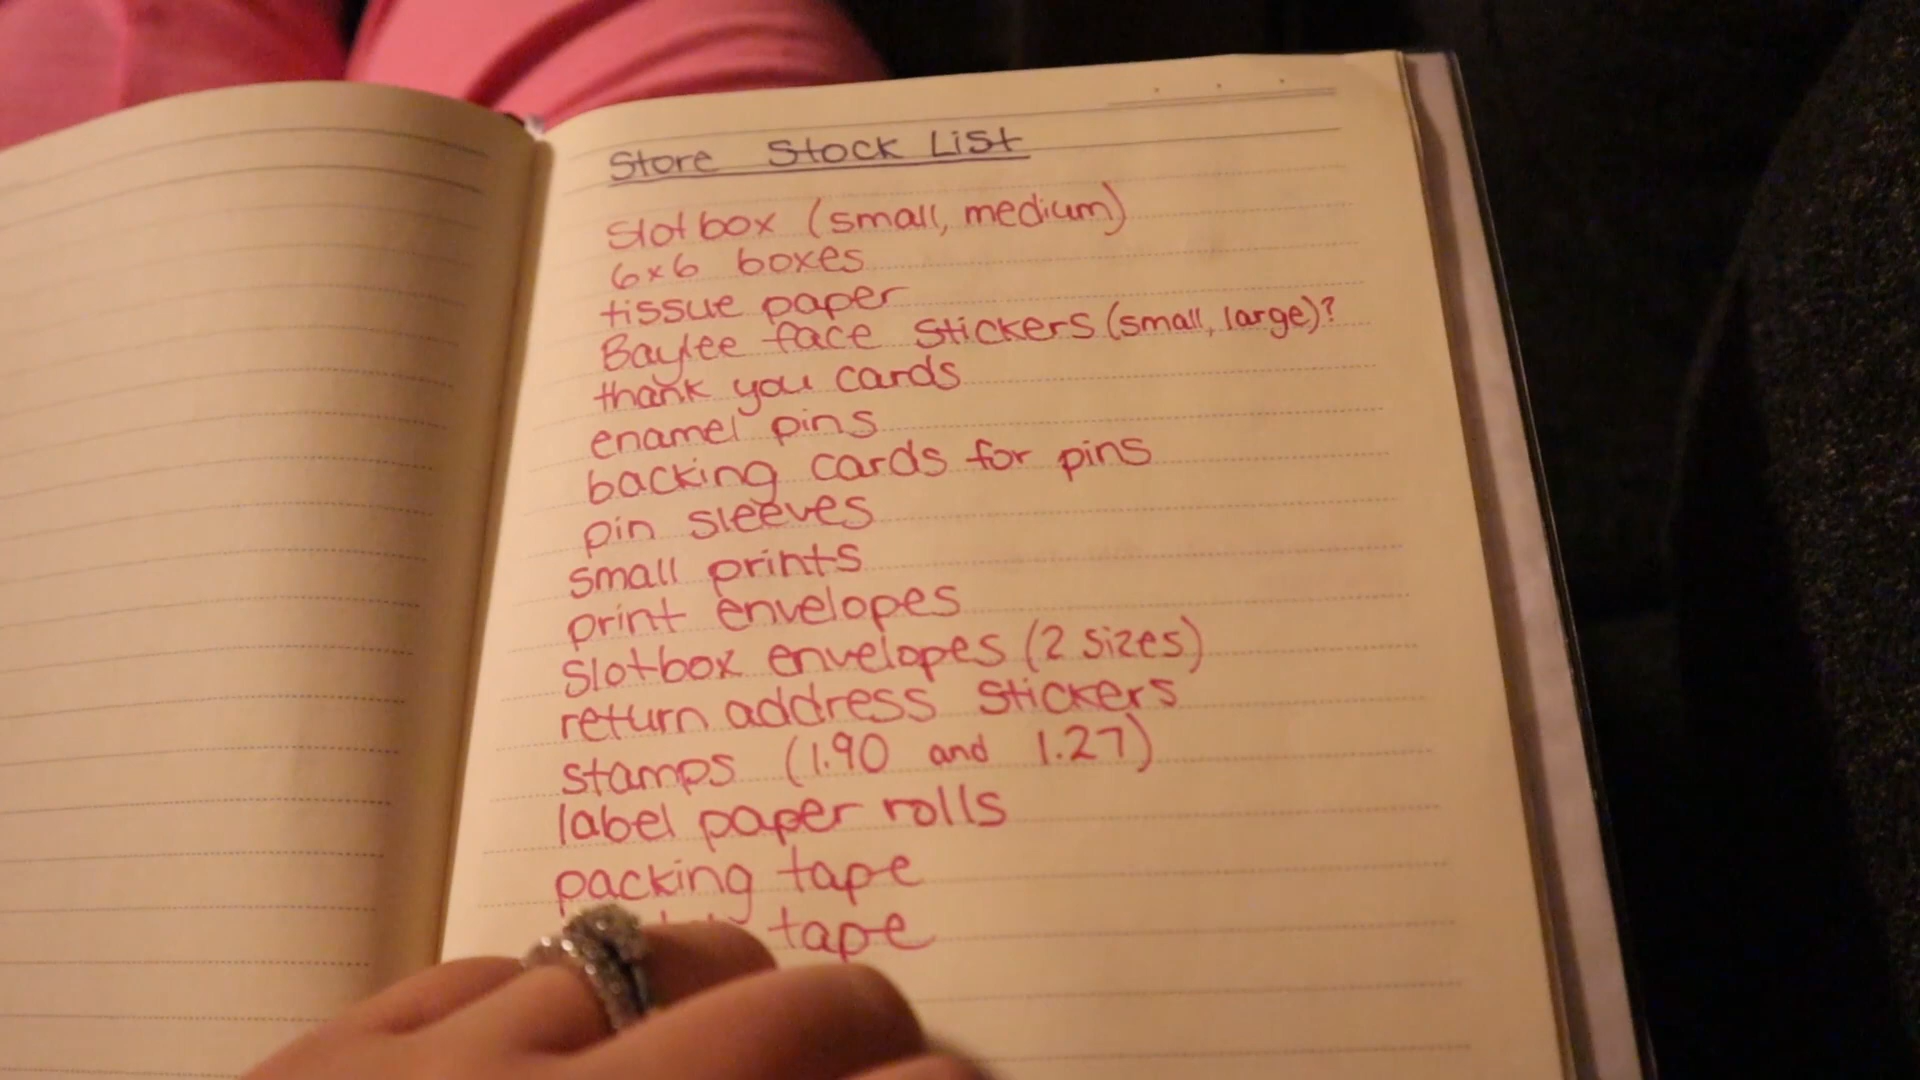 Store Stock List
slotbox (small, medium)
6x6 boxes
tissue paper
Baylee face stickers (small, large)?
thank you cards
enamel pins
backing cards for pins
pin sleeves
small prints
print envelopes
slotbox envelopes (2 sizes)
return address stickers
stamps (1.90 and 1.27)
label paper rolls
packing tape
tape